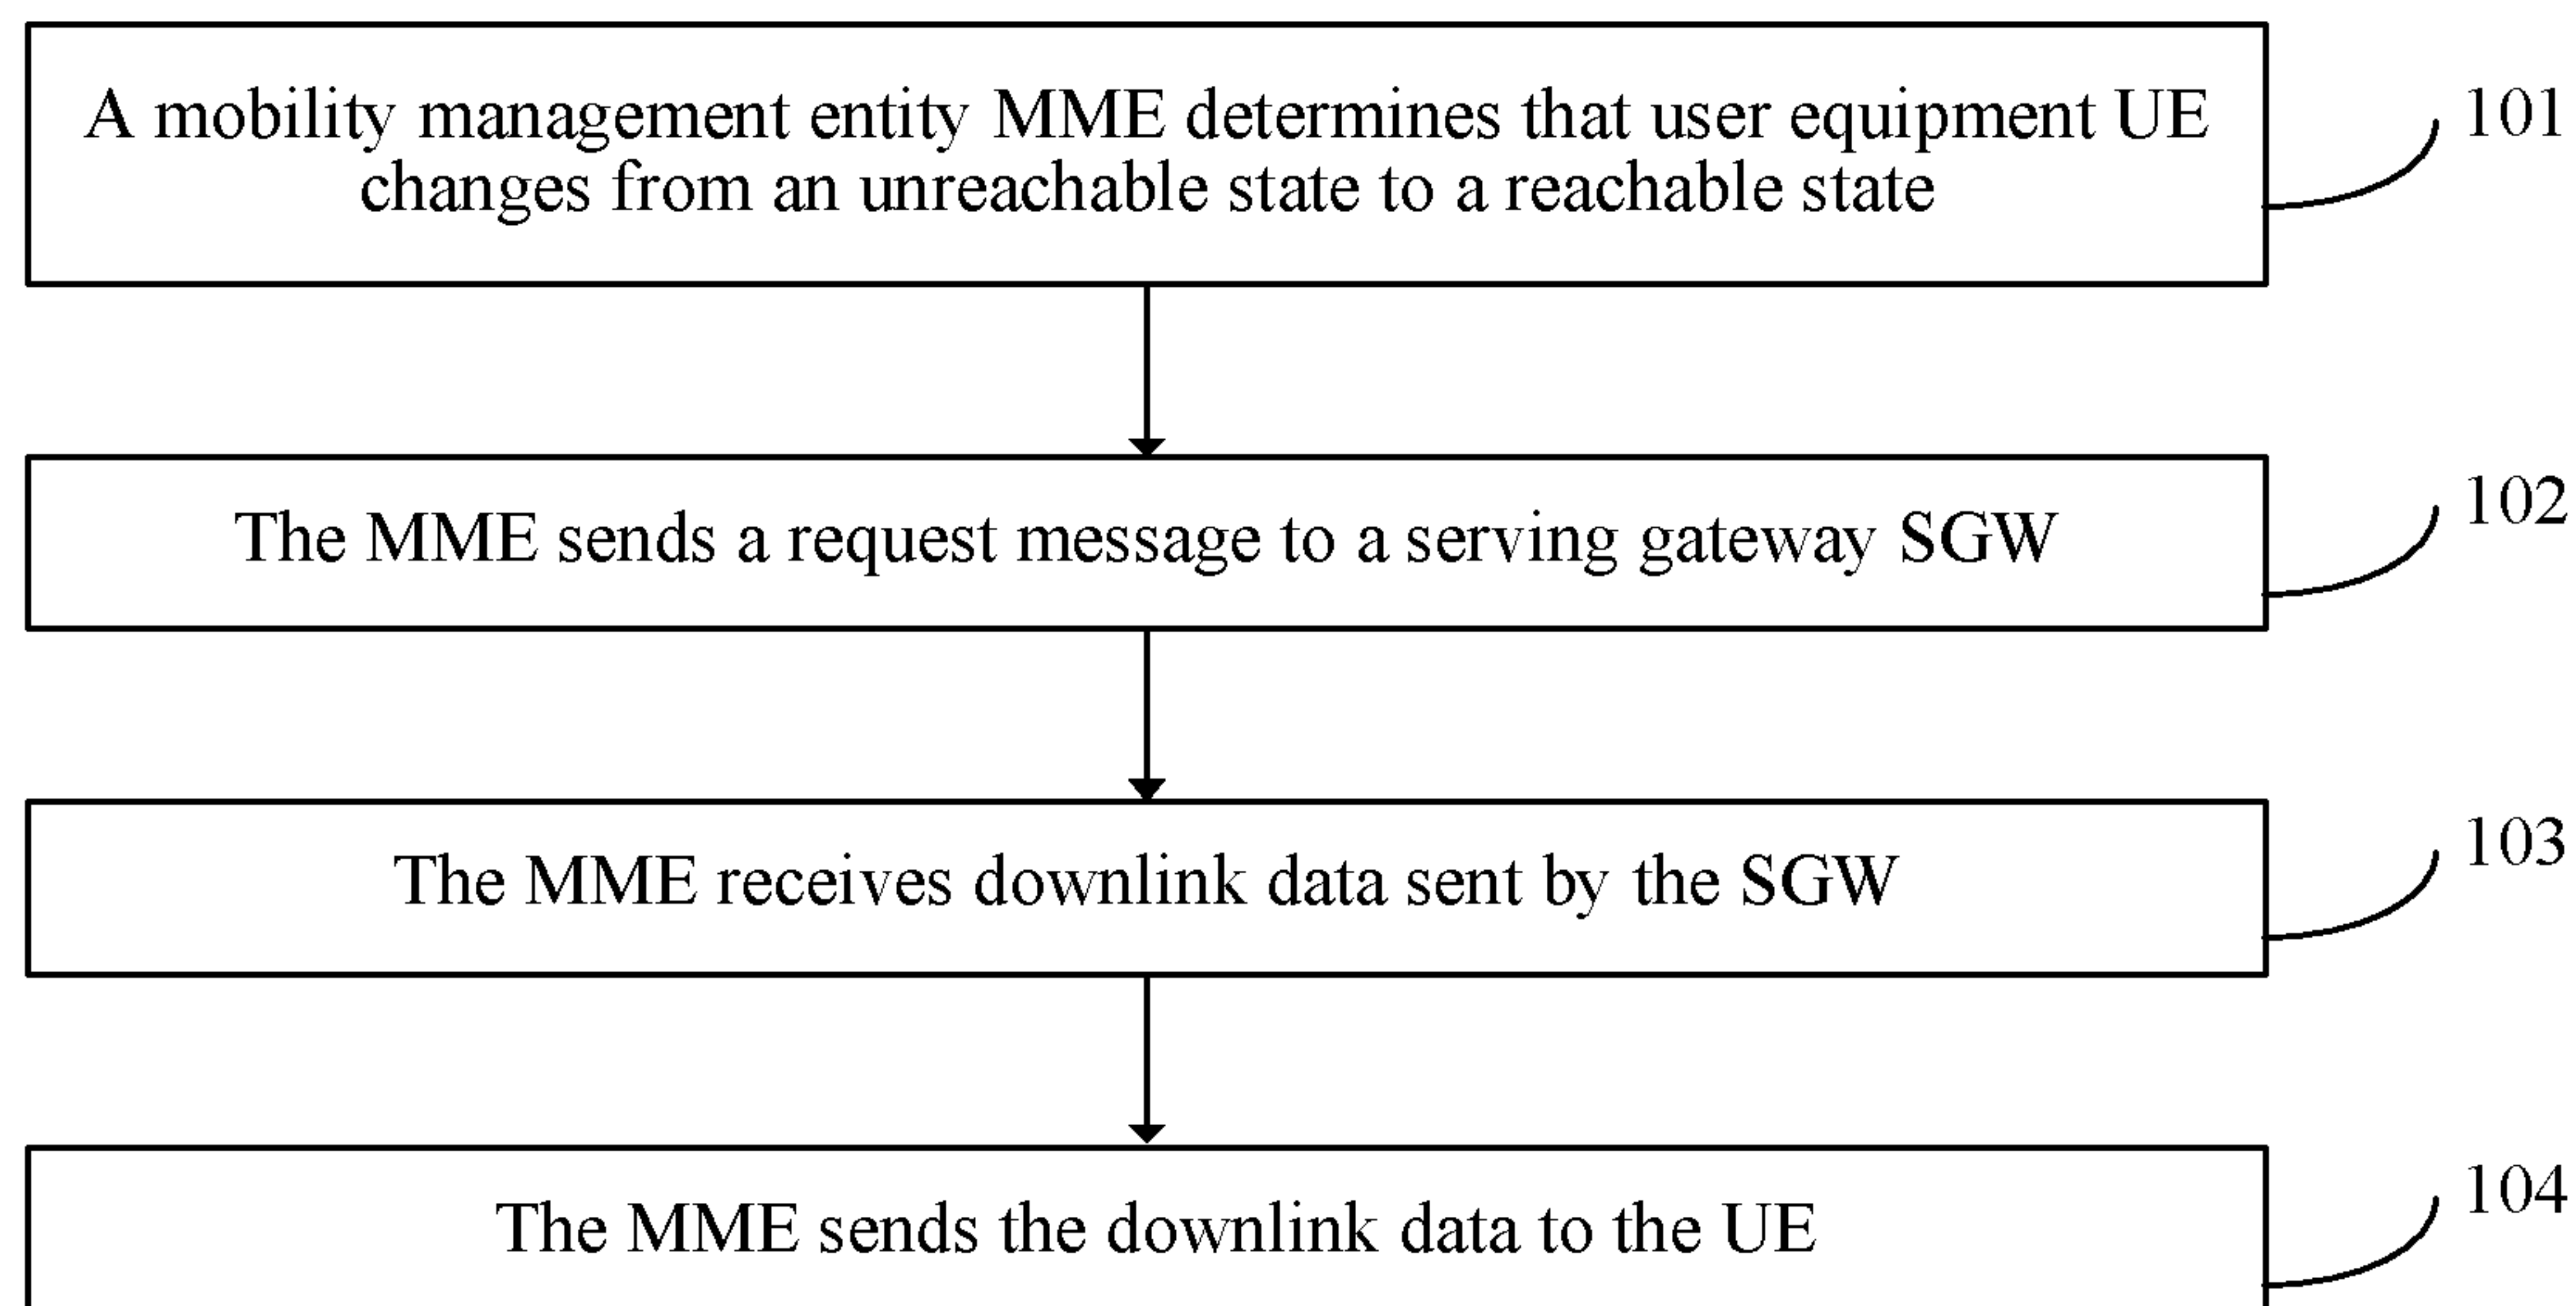 A mobility management entity MME determines that user equipment UE
changes from an unreachable state to a reachable state
101
The MME sends a request message to a serving gateway SGW
102
The MME receives downlink data sent by the SGW
103
The MME sends the downlink data to the UE
104